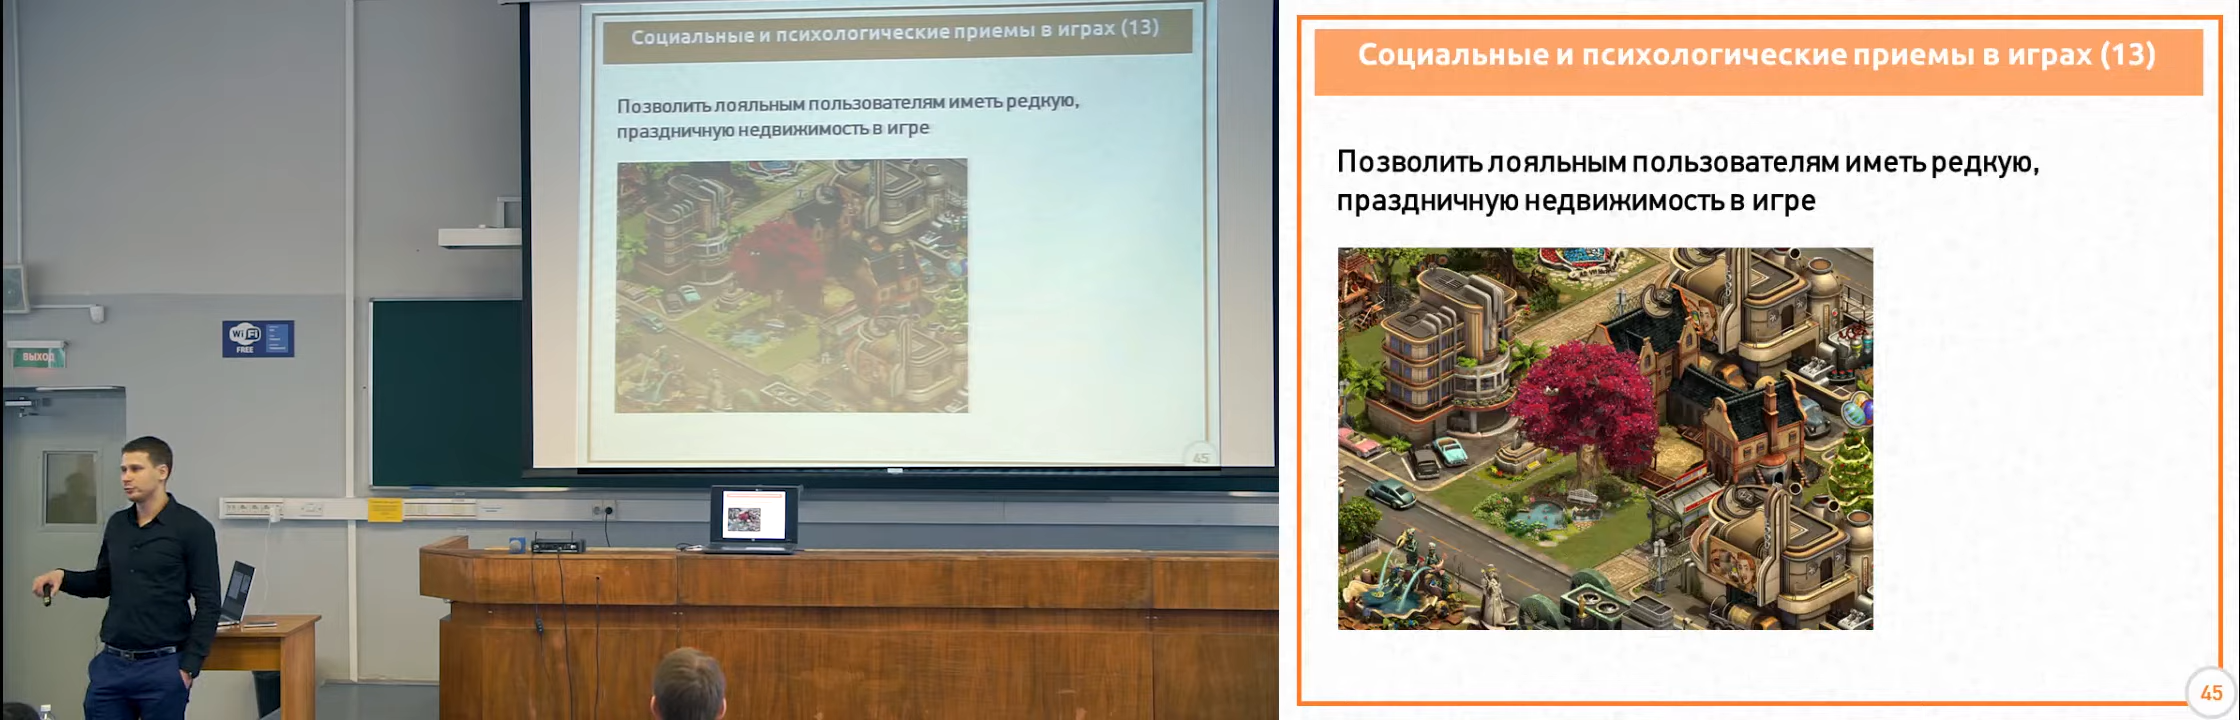 Социальные и психологические приемы в играх (13)
Позволить лояльным пользователям иметь редкую,
праздничную недвижимость в игре
45
Wi Fi
FREE
ВЫХОД
Социальные и психологические приемы в играх (13)
Позволить лояльным пользователям иметь редкую,
праздничную недвижимость в игре
45